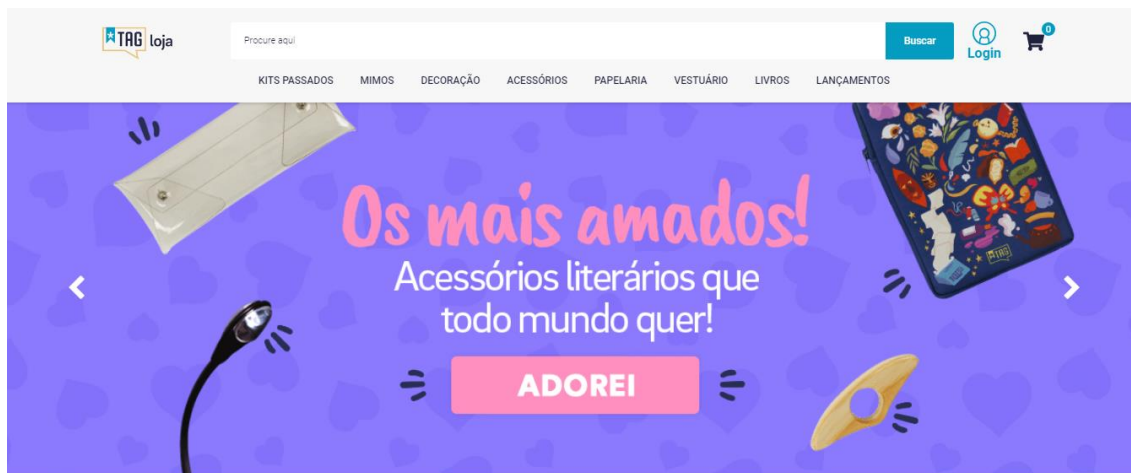 TAG loja
Procure aqui
Buscar
Login
0
KITS PASSADOS MIMOS DECORAÇÃO ACESSÓRIOS PAPELARIA VESTUÁRIO LIVROS LANÇAMENTOS
Os mais amados!
Acessórios literários que
todo mundo quer!
ADOREI
TAG